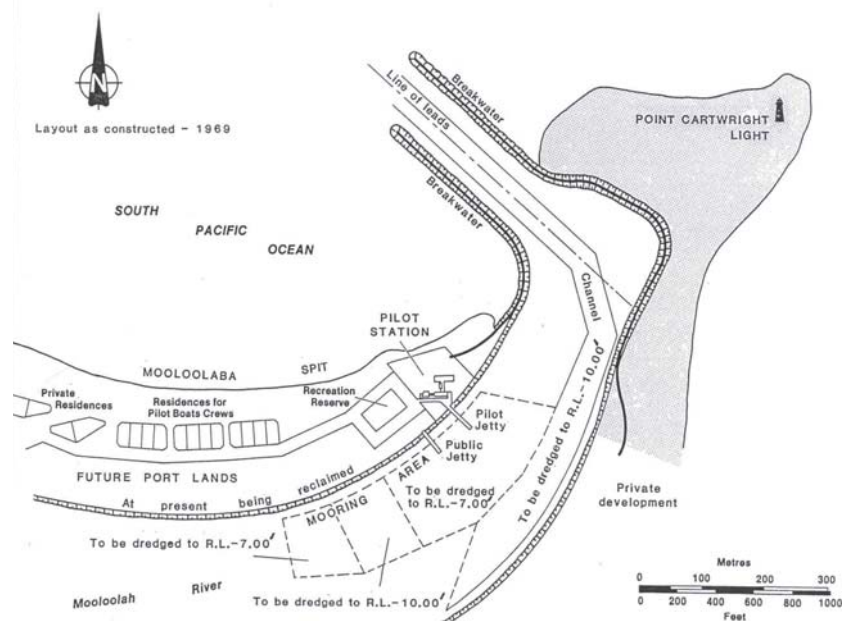 N
Layout as constructed - 1969
Breakwater
Line of leads
POINT CARTWRIGHT
LIGHT
Breakwater
SOUTH
PACIFIC
OCEAN
Channel
PILOT
STATION
MOOLOOLABA SPIT
Private
Residences
Residences for
Pilot Boats Crews
Recreation
Reserve
Pilot
Jetty
Public
Jetty
FUTURE PORT LANDS
At present being reclaimed
MOORING AREA
To be dredged
to R.L.-7.00'
To be dredged to R.L.-10.00'
Private
development
To be dredged to R.L.-7.00'
To be dredged to R.L.-10.00'
Mooloolah River
Metres
0 100 200 300
0 200 400 600 800 1000
Feet